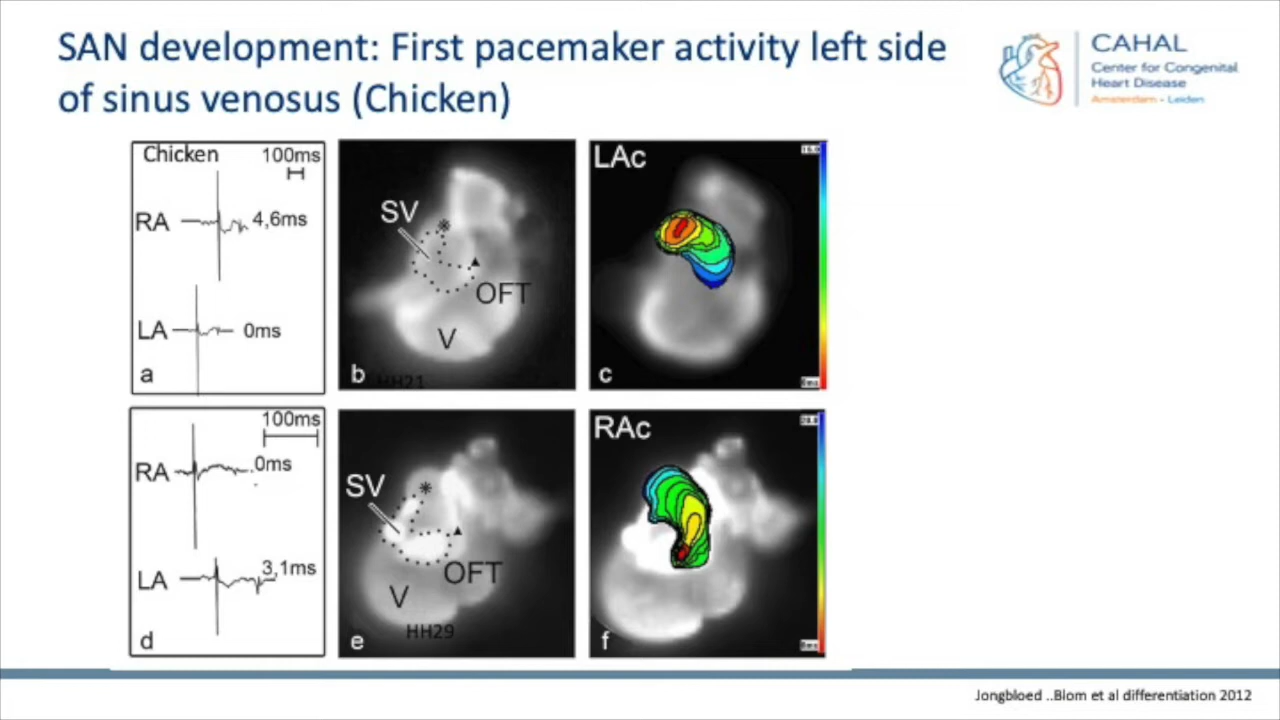 SAN development: First pacemaker activity left side
of sinus venosus (Chicken)
CAHAL
Center for Congenital
Heart Disease
Amsterdam - Leiden
Chicken
100ms
RA
4,6ms
LA
0ms
a
SV
OFT
V
b
HH21
LAc
c
100ms
RA
0ms
LA
3,1ms
d
SV
OFT
V
HH29
e
RAc
f
Jongbloed ..Blom et al differentiation 2012